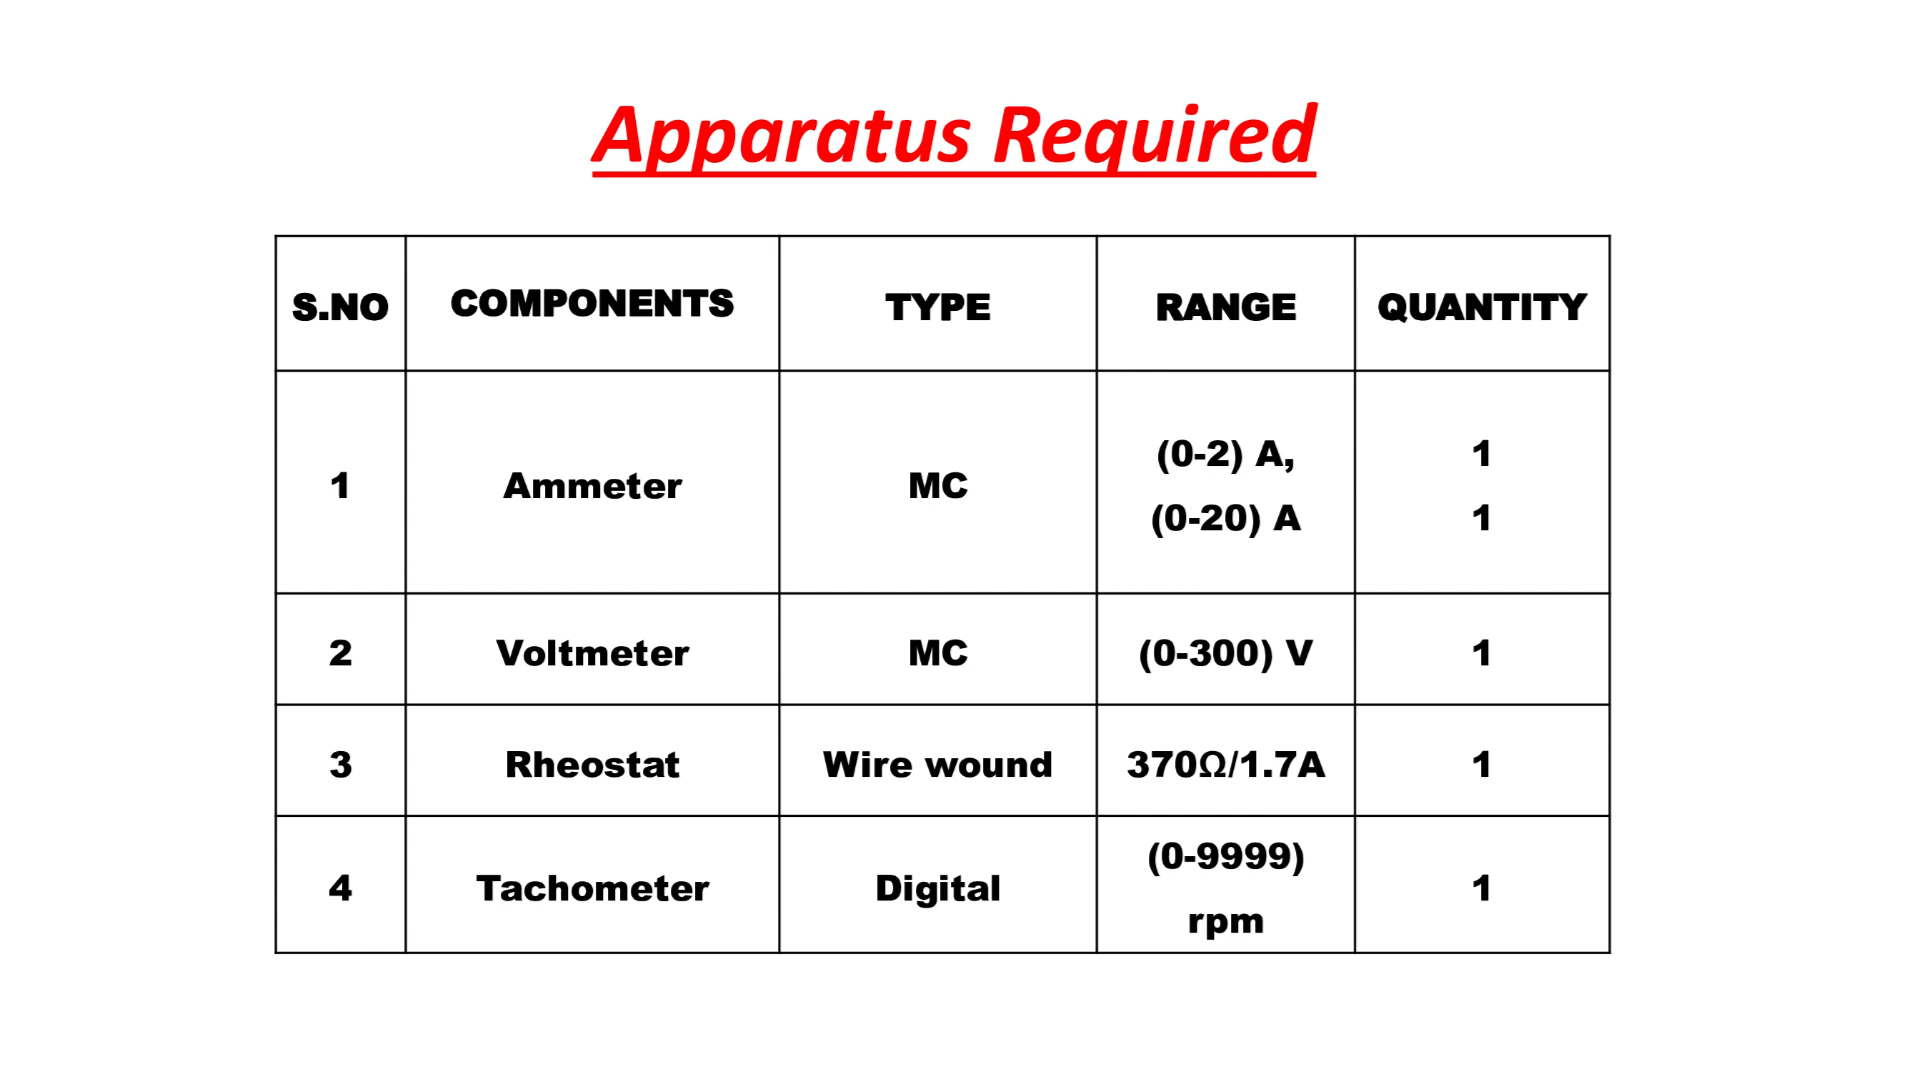 Apparatus Required
S.NO COMPONENTS TYPE RANGE QUANTITY
1 Ammeter MC (0-2) A, 1
(0-20) A 1
2 Voltmeter MC (0-300) V 1
3 Rheostat Wire wound 370Ω/1.7A 1
4 Tachometer Digital (0-9999) 1
rpm